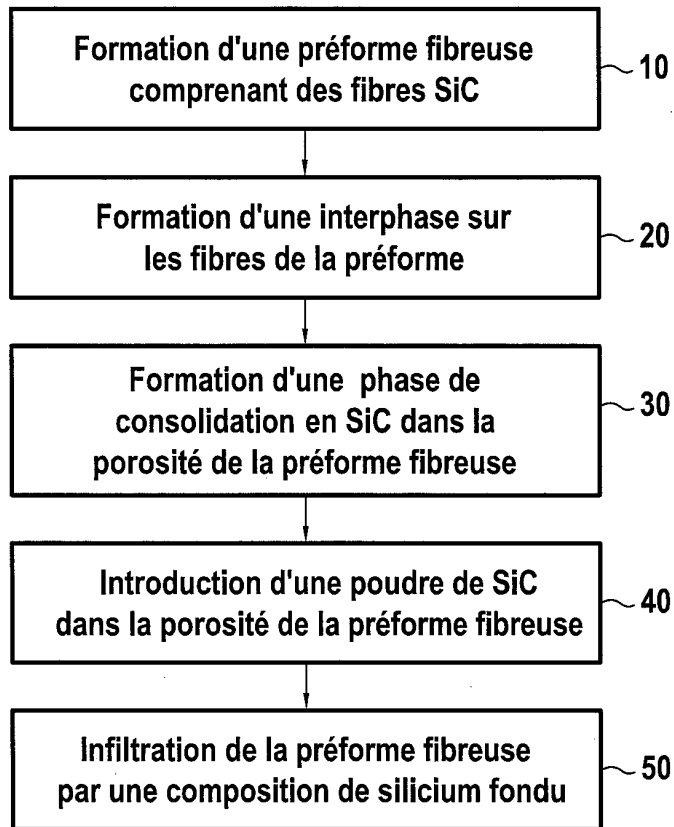 Formation d'une préforme fibreuse
comprenant des fibres SiC
10
Formation d'une interphase sur
les fibres de la préforme
20
Formation d'une phase de
consolidation en SiC dans la
porosité de la préforme fibreuse
30
Introduction d'une poudre de SiC
dans la porosité de la préforme fibreuse
40
Infiltration de la préforme fibreuse
par une composition de silicium fondu
50